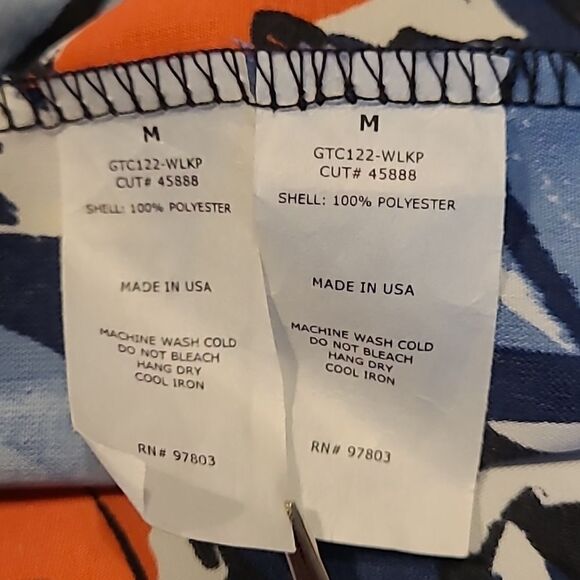 M
GTC122-WLKP
CUT# 45888
SHELL: 100% POLYESTER
MADE IN USA
MACHINE WASH COLD
DO NOT BLEACH
HANG DRY
COOL IRON
RN# 97803
M
GTC122-WLKP
CUT# 45888
SHELL: 100% POLYESTER
MADE IN USA
MACHINE WASH COLD
DO NOT BLEACH
HANG DRY
COOL IRON
RN# 97803